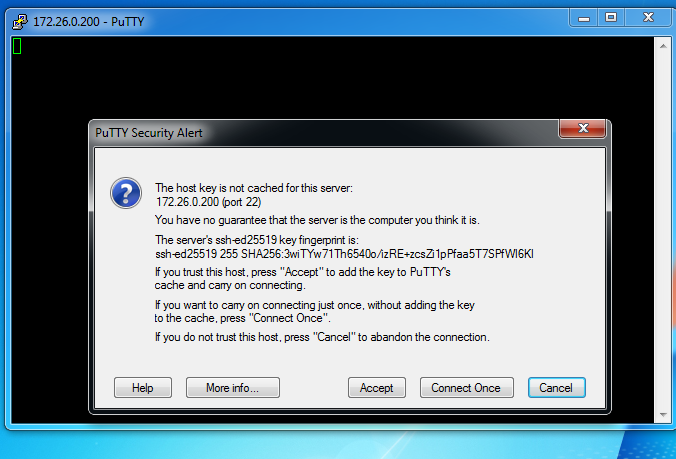 172.26.0.200 - PuTTY
PuTTY Security Alert
The host key is not cached for this server:
172.26.0.200 (port 22)
You have no guarantee that the server is the computer you think it is.
The server's ssh-ed25519 key fingerprint is:
ssh-ed25519 255 SHA256:3wiTYw71Th6540o/izRE+zcsZi1pPfaa5T7SPfWl6KI
If you trust this host, press "Accept" to add the key to PuTTY's
cache and carry on connecting.
If you want to carry on connecting just once, without adding the key
to the cache, press "Connect Once".
If you do not trust this host, press "Cancel" to abandon the connection.
Help More info... Accept Connect Once Cancel